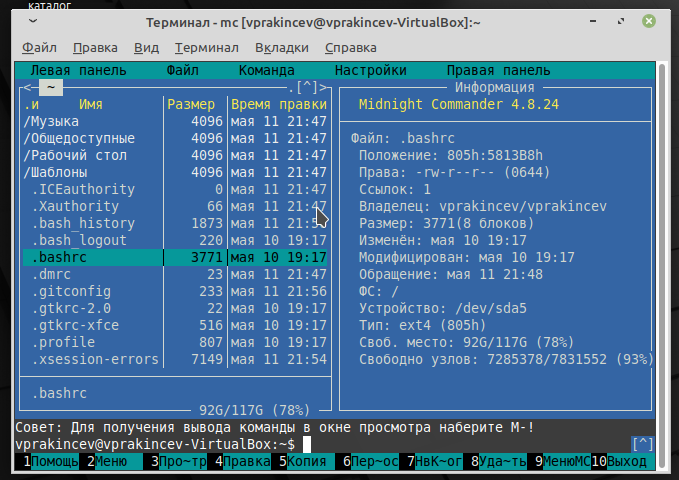 каталог
Терминал - mc [vprakincev@vprakincev-VirtualBox]:~
Файл Правка Вид Терминал Вкладки Справка
Левая панель Файл Команда Настройки Правая панель
<─ ~ .[^]>
.и Имя Размер Время правки
/Музыка 4096 мая 11 21:47
/Общедоступные 4096 мая 11 21:47
/Рабочий стол 4096 мая 11 21:47
/Шаблоны 4096 мая 11 21:47
.ICEauthority 0 мая 11 21:47
.Xauthority 66 мая 11 21:47
.bash_history 1873 мая 11
.bash_logout 220 мая 10 19:17
.bashrc 3771 мая 10 19:17
.dmrc 23 мая 11 21:47
.gitconfig 233 мая 11 21:56
.gtkrc-2.0 22 мая 10 19:17
.gtkrc-xfce 516 мая 10 19:17
.profile 807 мая 10 19:17
.xsession-errors 7149 мая 11 21:54
.bashrc
92G/117G (78%)
Информация
Midnight Commander 4.8.24
Файл: .bashrc
Положение: 805h:5813B8h
Права: -rw-r--r-- (0644)
Ссылок: 1
Владелец: vprakincev/vprakincev
Размер: 3771(8 блоков)
Изменён: мая 10 19:17
Модифицирован: мая 10 19:17
Обращение: мая 11 21:48
ФС: /
Устройство: /dev/sda5
Тип: ext4 (805h)
Своб. место: 92G/117G (78%)
Свободно узлов: 7285378/7831552 (93%)
Совет: Для получения вывода команды в окне просмотра наберите M-!
vprakincev@vprakincev-VirtualBox:~$ [^]
1Помощь 2Меню 3Про~тр 4Правка 5Копия 6Пер~ос 7НвК~ог 8Уда~ть 9МенюМС 10Выход